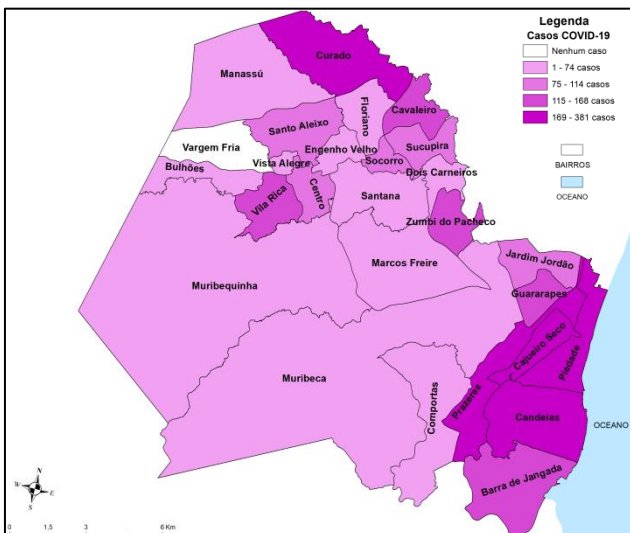 Legenda
Casos COVID-19
Nenhum caso
1 - 74 casos
75 - 114 casos
115 - 168 casos
169 - 381 casos
BAIRROS
OCEANO
Curado
Manassú
Floriano
Cavaleiro
Santo Aleixo
Vargem Fria
Engenho Velho
Sucupira
Socorro
Vista Alegre
Bulhões
Dois Carneiros
Vila Rica
Centro
Santana
Zumbi do Pacheco
Jardim Jordão
Marcos Freire
Muribequinha
Guararapes
Cajueiro Seco
Piedade
Muribeca
Comportas
Prazeres
Candeias
OCEANO
Barra de Jangada
N
W E
S
0 1,5 3 6 Km